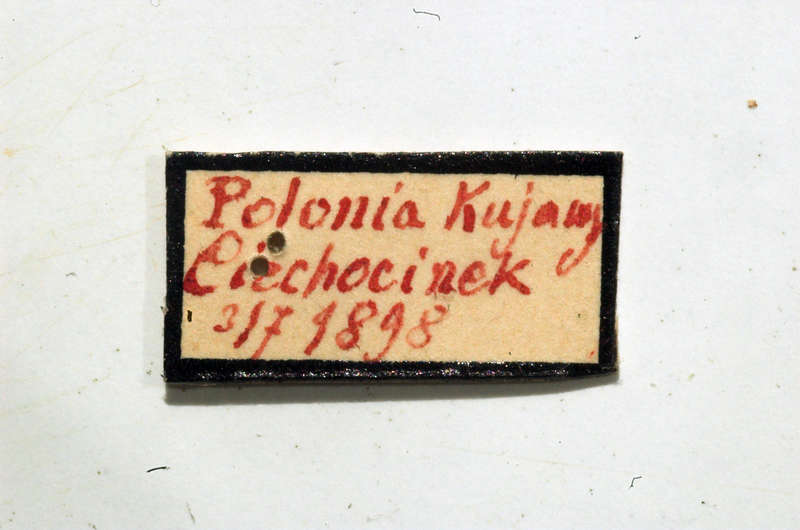 Polonia Kujawy
Ciechocinek
3/7 1898